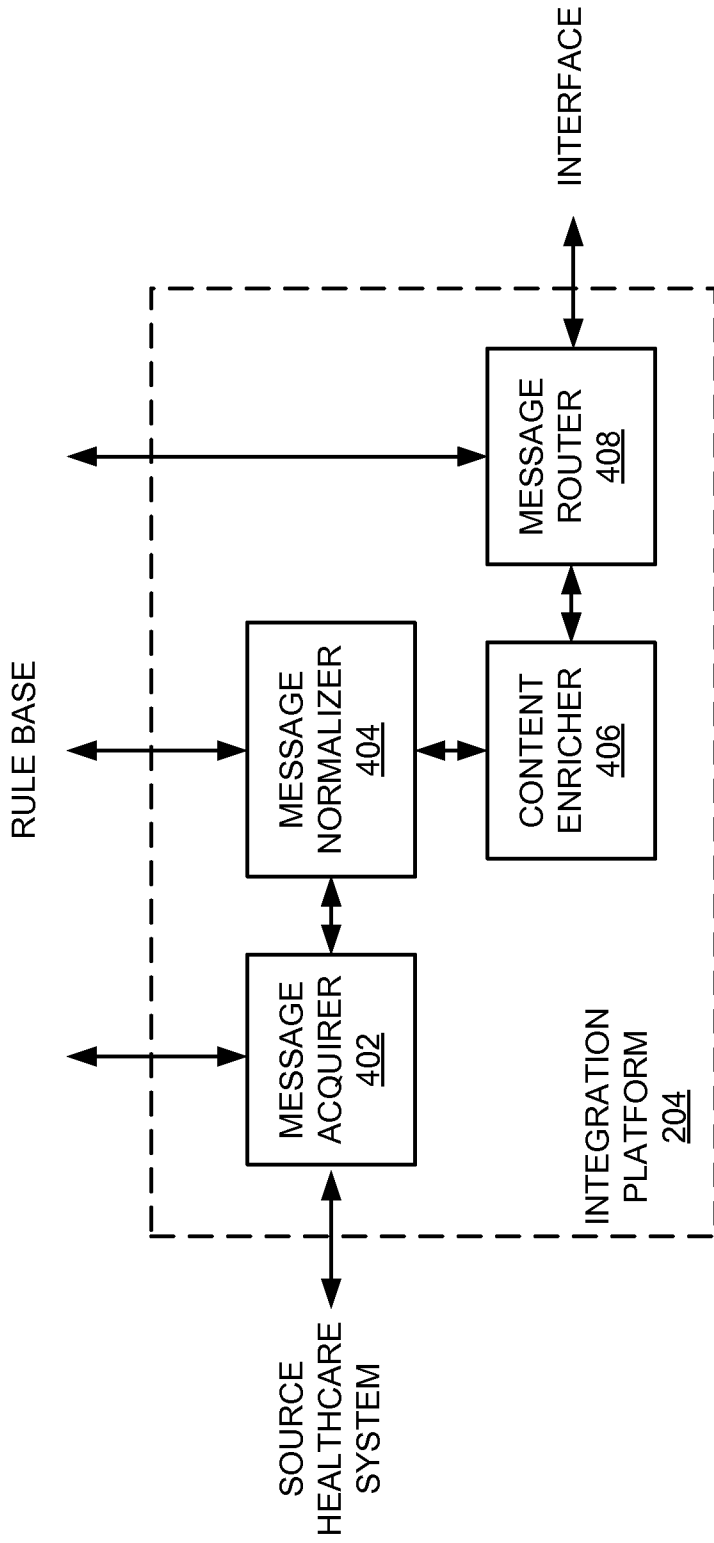 RULE BASE
SOURCE
HEALTHCARE
SYSTEM
MESSAGE
ACQUIRER
402
MESSAGE
NORMALIZER
404
CONTENT
ENRICHER
406
MESSAGE
ROUTER
408
INTERFACE
INTEGRATION
PLATFORM
204